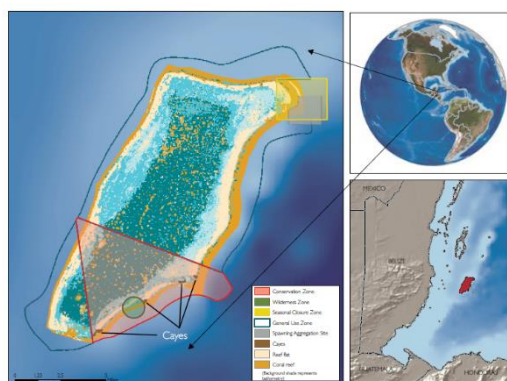 Cayes
Conservation Zone
Wilderness Zone
Seasonal Closure Zone
General Use Zone
Spawning Aggregation Site
Cayes
Reef flat
Coral reef
(Background shade represents
bathymetry)
MEXICO
BELIZE
GUATEMALA
HONDURAS